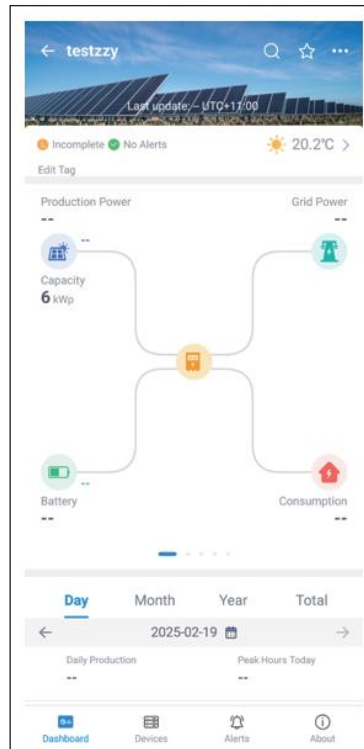 testzzy
Last update: -- UTC+11:00
Incomplete No Alerts 20.2℃
Edit Tag
Production Power Grid Power
-- --
--
Capacity
6 kWp
--
Battery Consumption
-- --
Day Month Year Total
2025-02-19
Daily Production Peak Hours Today
-- --
Dashboard Devices Alerts About